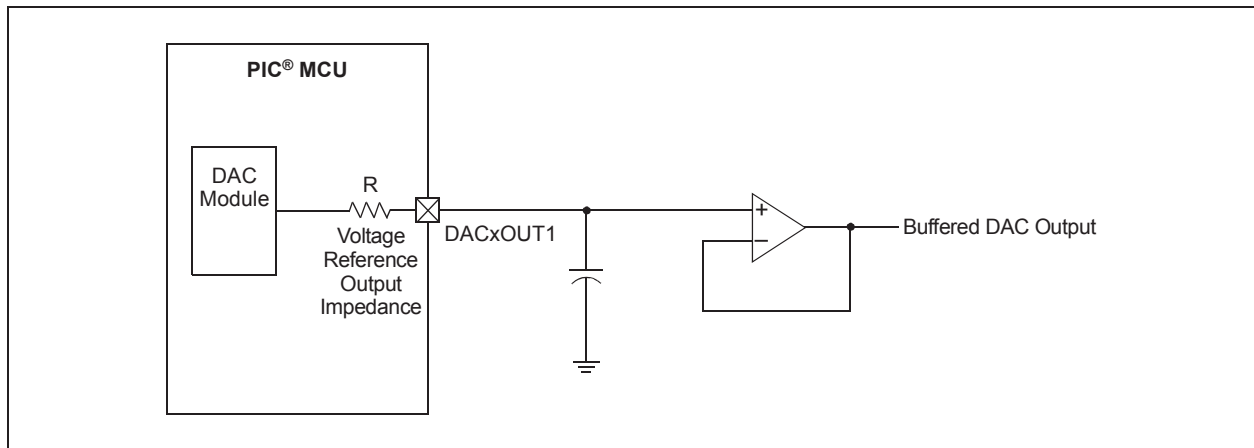 PIC® MCU
DAC
Module
R
Voltage
Reference
Output
Impedance
DACxOUT1
+
−
Buffered DAC Output